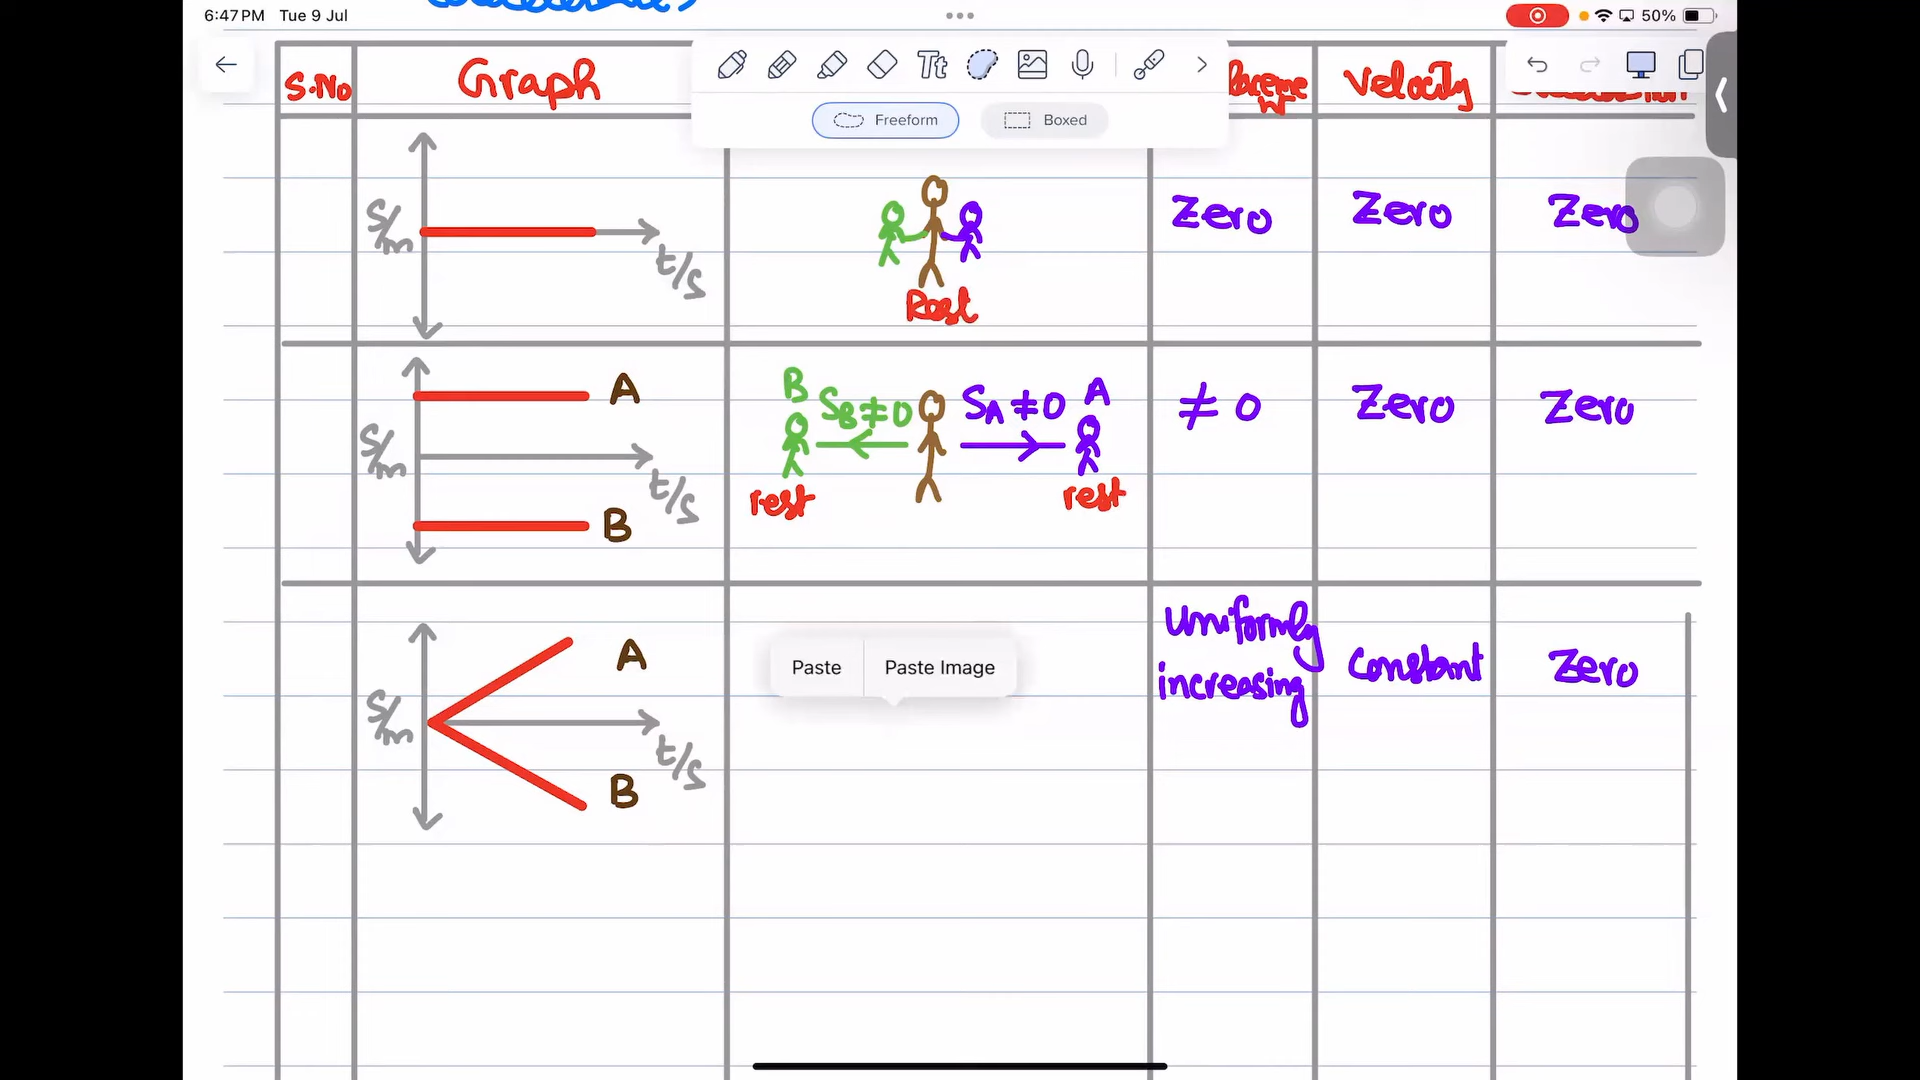 6:47 PM Tue 9 Jul
50%
Tt
Freeform Boxed
S.No Graph Velocity
S/m
t/s
Rest
Zero Zero Zero
S/m
t/s
A
B
B SB≠0 SA≠0 A
rest rest
≠ 0 Zero Zero
S/m
t/s
A
B
Paste Paste Image
Uniformly
increasing
Constant Zero